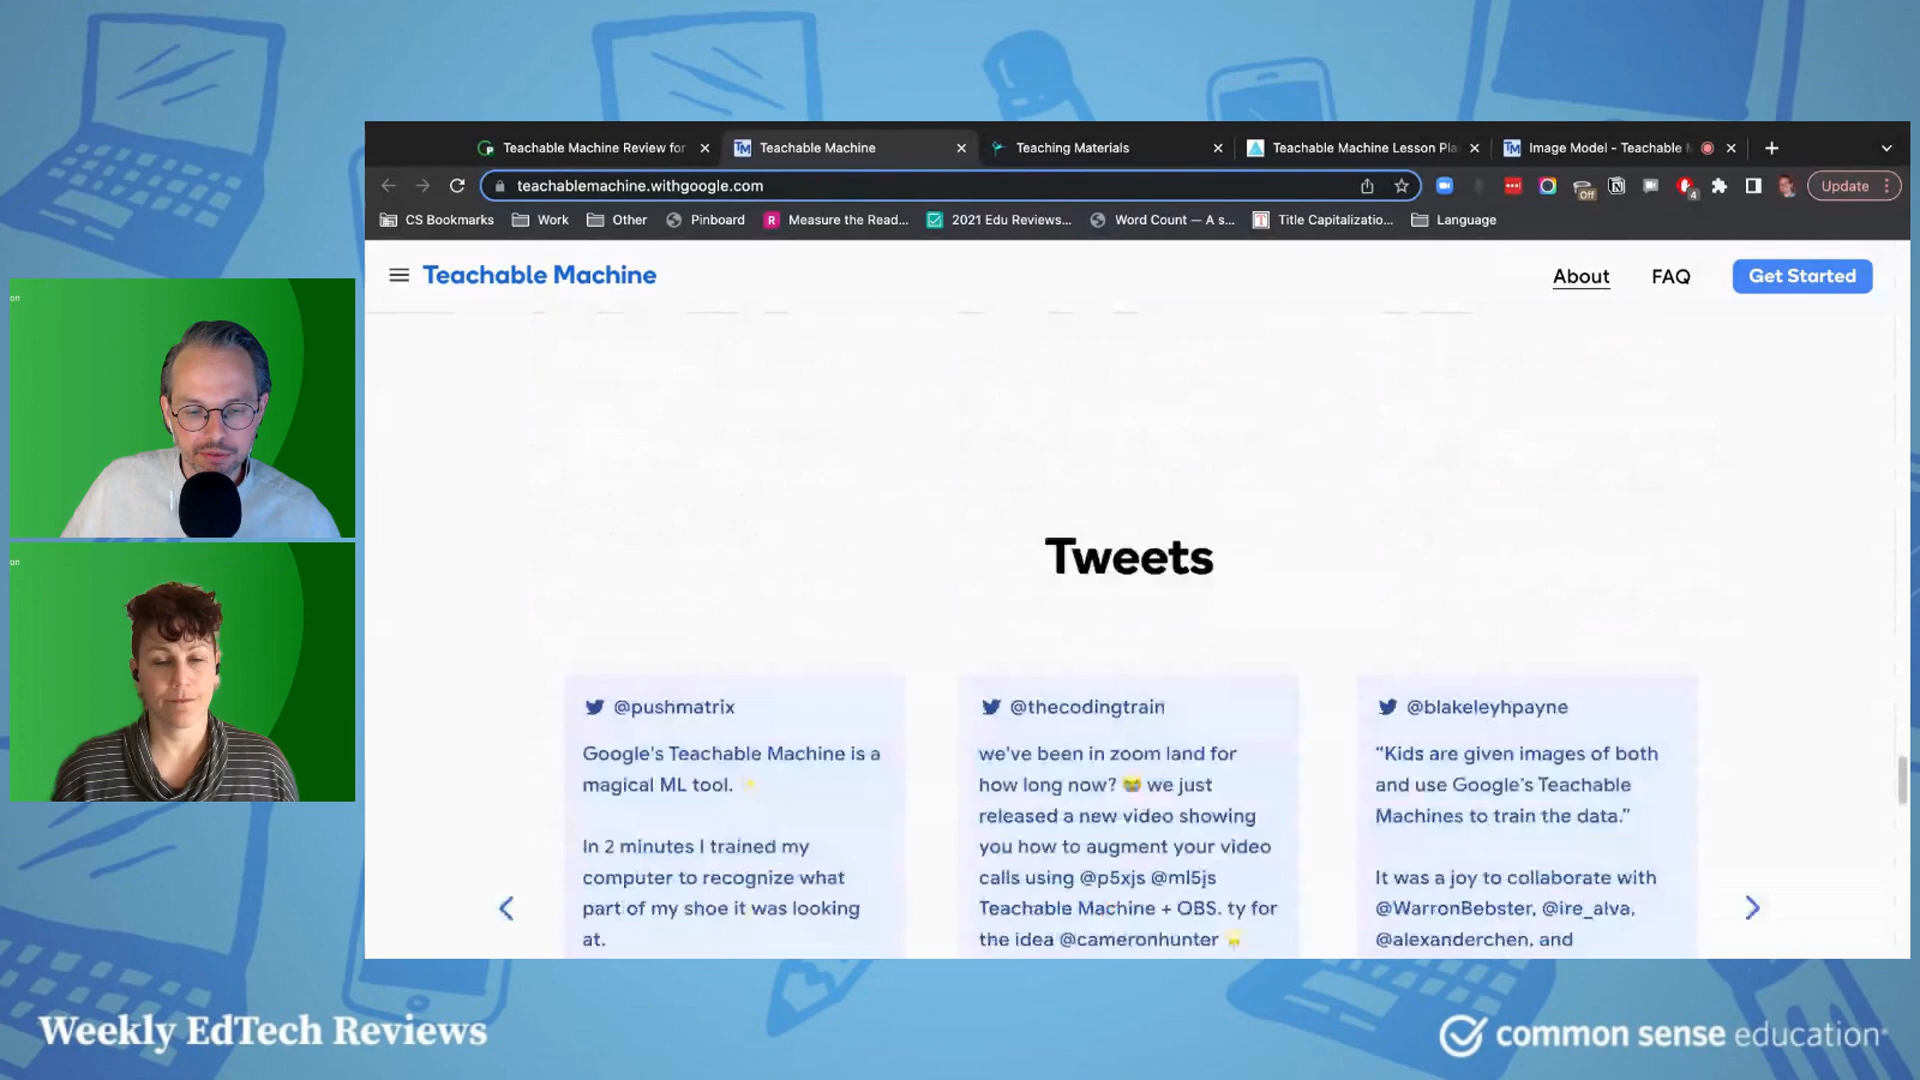 Teachable Machine Review for
Teachable Machine
Teaching Materials
Teachable Machine Lesson Pla
Image Model - Teachable
teachablemachine.withgoogle.com
Off
4
Update
CS Bookmarks
Work
Other
Pinboard
R
Measure the Read...
2021 Edu Reviews...
Word Count — A s...
T
Title Capitalizatio...
Language
Teachable Machine
About
FAQ
Get Started
on
on
Tweets
@pushmatrix
Google's Teachable Machine is a
magical ML tool.
In 2 minutes I trained my
computer to recognize what
part of my shoe it was looking
at.
@thecodingtrain
we've been in zoom land for
how long now? 😭 we just
released a new video showing
you how to augment your video
calls using @p5xjs @ml5js
Teachable Machine + OBS. ty for
the idea @cameronhunter
@blakeleyhpayne
“Kids are given images of both
and use Google's Teachable
Machines to train the data.”
It was a joy to collaborate with
@WarronBebster, @ire_alva,
@alexanderchen, and
Weekly EdTech Reviews
common sense education